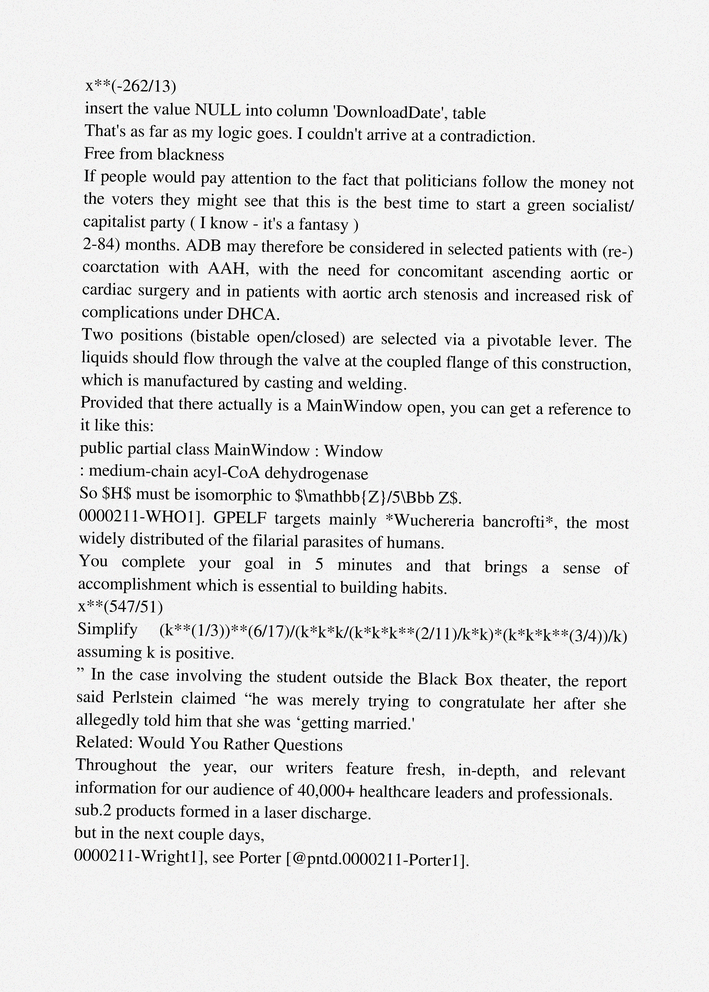 x**(-262/13)
insert the value NULL into column 'DownloadDate', table
That's as far as my logic goes. I couldn't arrive at a contradiction.
Free from blackness
If people would pay attention to the fact that politicians follow the money not
the voters they might see that this is the best time to start a green socialist/
capitalist party ( I know - it's a fantasy )
2-84) months. ADB may therefore be considered in selected patients with (re-)
coarctation with AAH, with the need for concomitant ascending aortic or
cardiac surgery and in patients with aortic arch stenosis and increased risk of
complications under DHCA.
Two positions (bistable open/closed) are selected via a pivotable lever. The
liquids should flow through the valve at the coupled flange of this construction,
which is manufactured by casting and welding.
Provided that there actually is a MainWindow open, you can get a reference to
it like this:
public partial class MainWindow : Window
: medium-chain acyl-CoA dehydrogenase
So $H$ must be isomorphic to $\mathbb{Z}/5\Bbb Z$.
0000211-WHO1]. GPELF targets mainly *Wuchereria bancrofti*, the most
widely distributed of the filarial parasites of humans.
You complete your goal in 5 minutes and that brings a sense of
accomplishment which is essential to building habits.
x**(547/51)
Simplify (k**(1/3))**(6/17)/(k*k*k/(k*k*k**(2/11)/k*k)*(k*k*k**(3/4))/k)
assuming k is positive.
” In the case involving the student outside the Black Box theater, the report
said Perlstein claimed “he was merely trying to congratulate her after she
allegedly told him that she was ‘getting married.'
Related: Would You Rather Questions
Throughout the year, our writers feature fresh, in-depth, and relevant
information for our audience of 40,000+ healthcare leaders and professionals.
sub.2 products formed in a laser discharge.
but in the next couple days,
0000211-Wright1], see Porter [@pntd.0000211-Porter1].